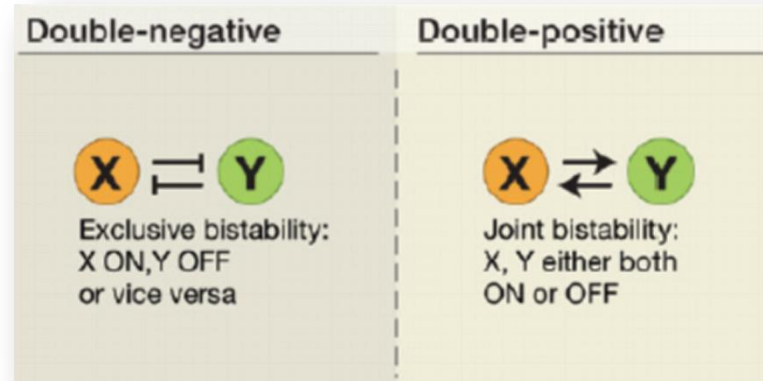 Double-negative
X Y
Exclusive bistability:
X ON,Y OFF
or vice versa
Double-positive
X Y
Joint bistability:
X, Y either both
ON or OFF